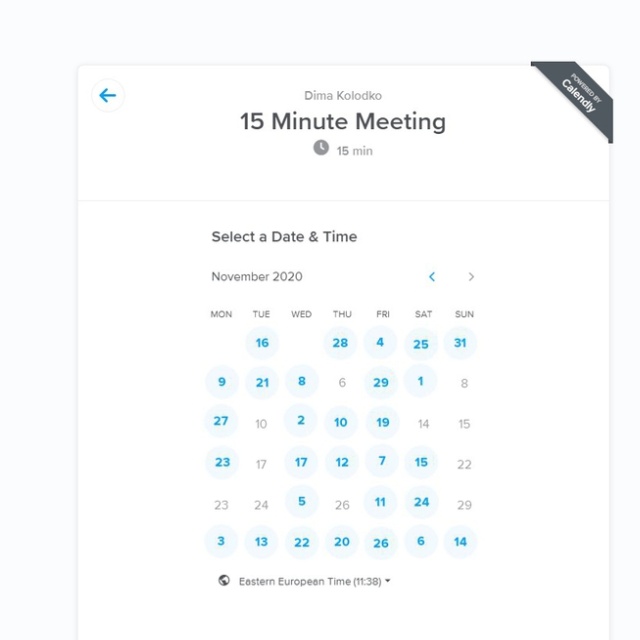 POWERED BY
Calendly
Dima Kolodko
15 Minute Meeting
15 min
Select a Date & Time
November 2020
MON TUE WED THU FRI SAT SUN
16 28 4 25 31
9 21 8 6 29 1 8
27 10 2 10 19 14 15
23 17 17 12 7 15 22
23 24 5 26 11 24 29
3 13 22 20 26 6 14
Eastern European Time (11:38)